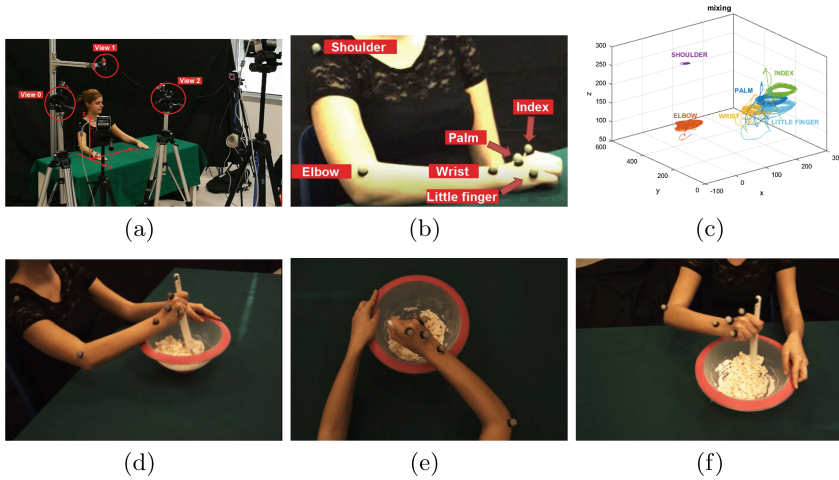 View 1
View 0
View 2
(a)
Shoulder
Index
Palm
Elbow
Wrist
Little finger
(b)
mixing
300
250
200
150
100
50
z
600
400
200
0
y
-100
0
100
200
300
x
SHOULDER
INDEX
PALM
WRIST
ELBOW
LITTLE FINGER
(c)
(d)
(e)
(f)